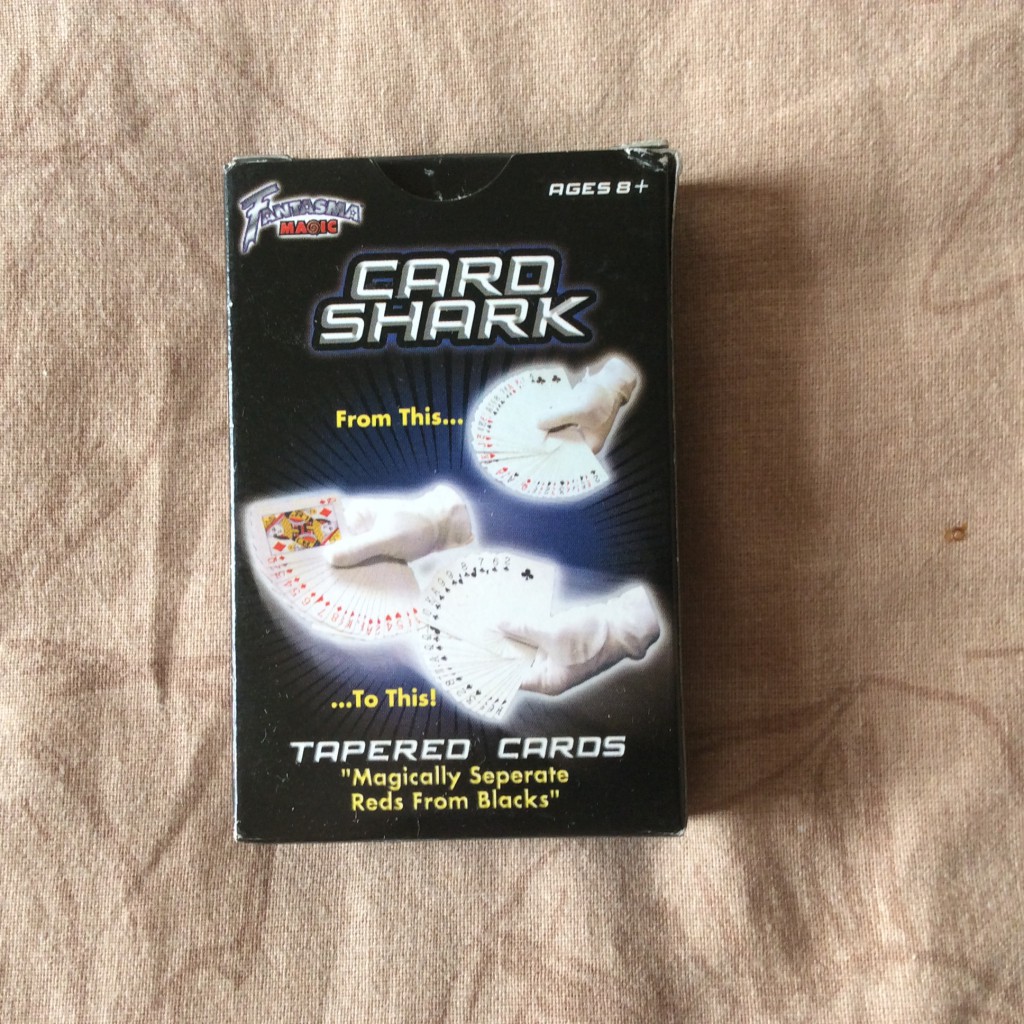 FANTASMA
MAGIC
AGES 8+
CARD
SHARK
From This...
...To This!
TAPERED CARDS
"Magically Seperate
Reds From Blacks"